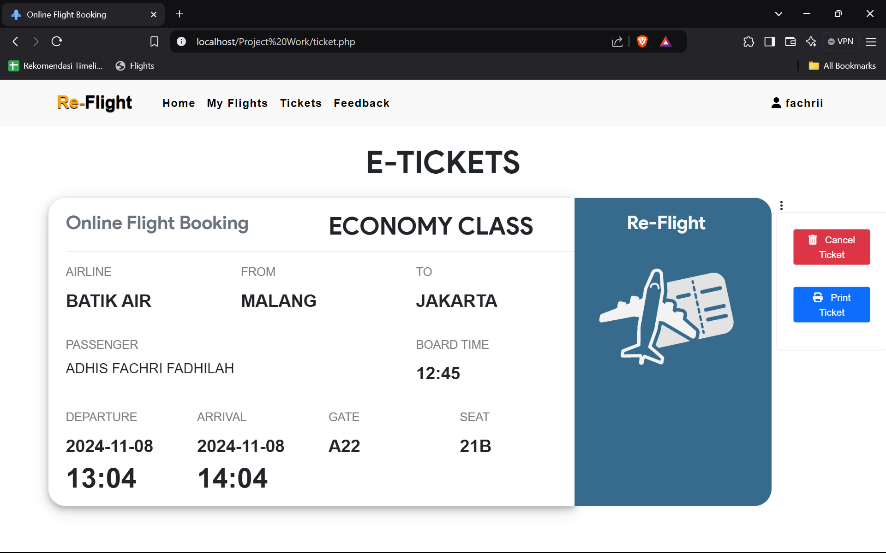 Online Flight Booking
localhost/Project%20Work/ticket.php
VPN
Rekomendasi Timeli...
Flights
All Bookmarks
Re-Flight
Home
My Flights
Tickets
Feedback
fachrii
E-TICKETS
Online Flight Booking
ECONOMY CLASS
Re-Flight
Cancel
Ticket
Print
Ticket
AIRLINE
FROM
TO
BATIK AIR
MALANG
JAKARTA
PASSENGER
BOARD TIME
ADHIS FACHRI FADHILAH
12:45
DEPARTURE
ARRIVAL
GATE
SEAT
2024-11-08
2024-11-08
A22
21B
13:04
14:04